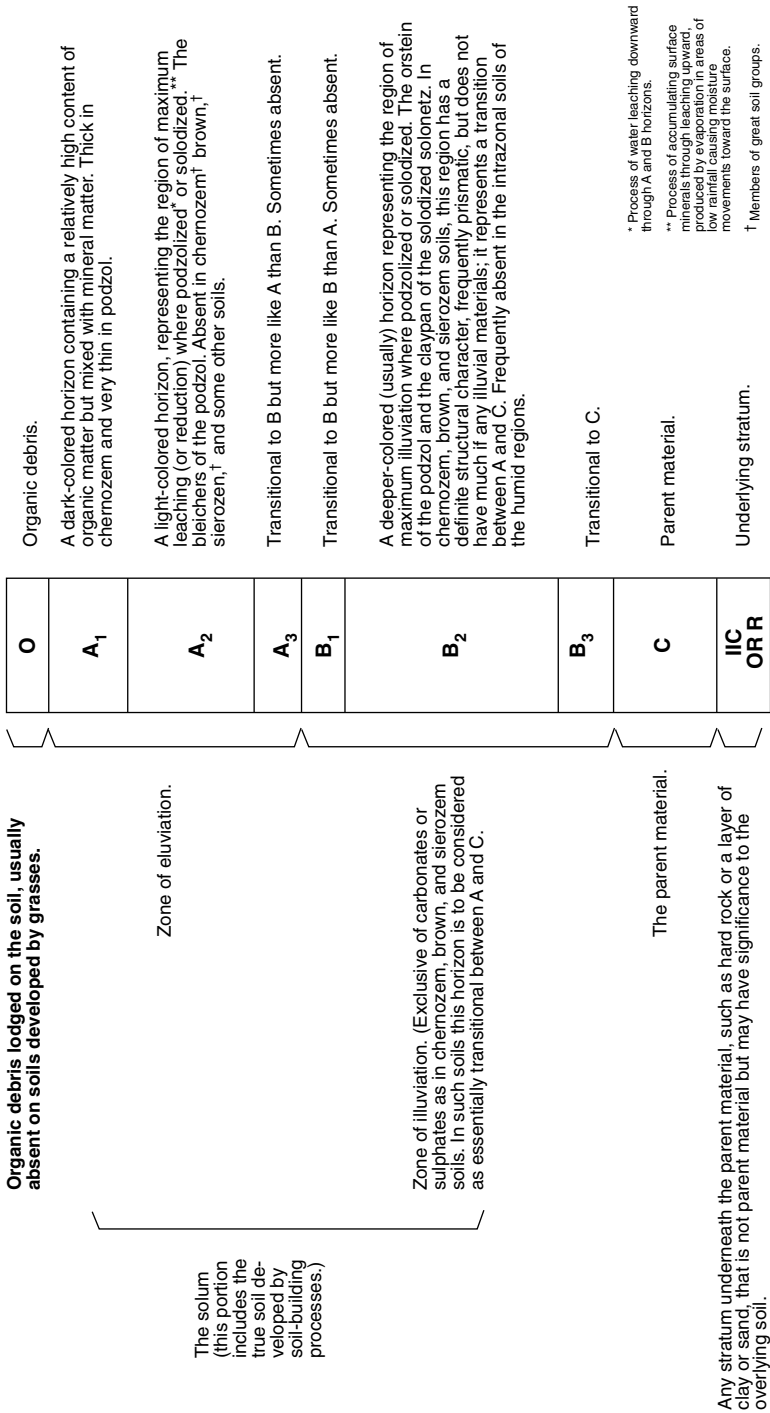 Organic debris lodged on the soil, usually
absent on soils developed by grasses.
The solum
(this portion
includes the
true soil de-
veloped by
soil-building
processes.)
Zone of eluviation.
Zone of illuviation. (Exclusive of carbonates or
sulphates as in chernozem, brown, and sierozem
soils. In such soils this horizon is to be considered
as essentially transitional between A and C.
The parent material.
Any stratum underneath the parent material, such as hard rock or a layer of
clay or sand, that is not parent material but may have significance to the
overlying soil.
O
A1
A2
A3
B1
B2
B3
C
IIC
OR R
Organic debris.
A dark-colored horizon containing a relatively high content of
organic matter but mixed with mineral matter. Thick in
chernozem and very thin in podzol.
A light-colored horizon, representing the region of maximum
leaching (or reduction) where podzolized* or solodized.** The
bleichers of the podzol. Absent in chernozem† brown,†
sierozen,† and some other soils.
Transitional to B but more like A than B. Sometimes absent.
Transitional to B but more like B than A. Sometimes absent.
A deeper-colored (usually) horizon representing the region of
maximum illuviation where podzolized or solodized. The orstein
of the podzol and the claypan of the solodized solonetz. In
chernozem, brown, and sierozem soils, this region has a
definite structural character, frequently prismatic, but does not
have much if any illuvial materials; it represents a transition
between A and C. Frequently absent in the intrazonal soils of
the humid regions.
Transitional to C.
Parent material.
Underlying stratum.
* Process of water leaching downward
through A and B horizons.
** Process of accumulating surface
minerals through leaching upward,
produced by evaporation in areas of
low rainfall causing moisture
movements toward the surface.
† Members of great soil groups.